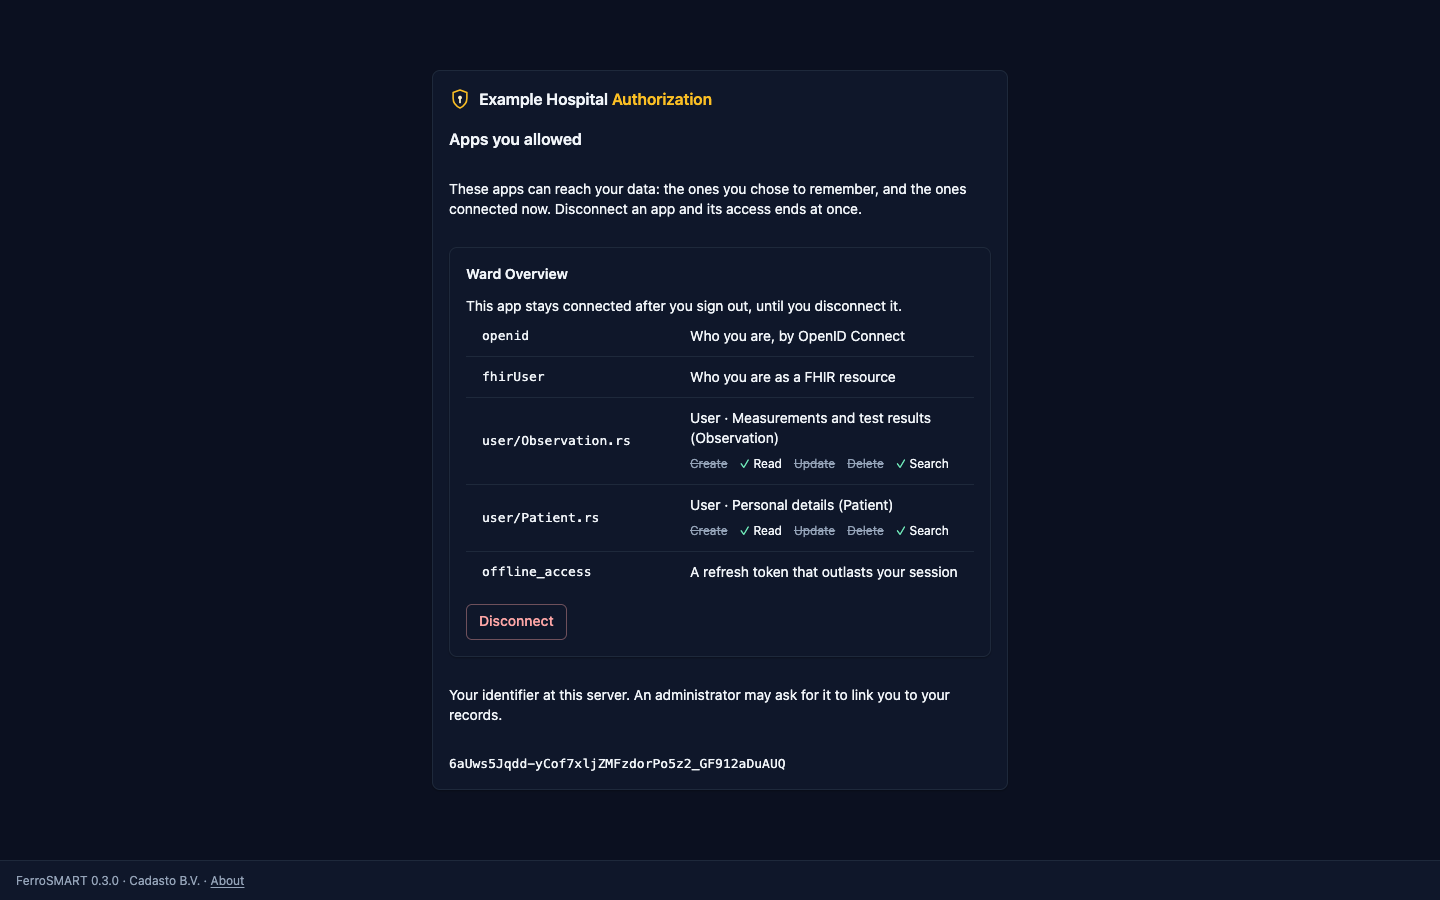 Example Hospital Authorization
Apps you allowed
These apps can reach your data: the ones you chose to remember, and the ones
connected now. Disconnect an app and its access ends at once.
Ward Overview
This app stays connected after you sign out, until you disconnect it.
openid Who you are, by OpenID Connect
fhirUser Who you are as a FHIR resource
user/Observation.rs User · Measurements and test results
(Observation)
Create ✓ Read Update Delete ✓ Search
user/Patient.rs User · Personal details (Patient)
Create ✓ Read Update Delete ✓ Search
offline_access A refresh token that outlasts your session
Disconnect
Your identifier at this server. An administrator may ask for it to link you to your
records.
6aUws5Jqdd-yCof7xljZMFzdorPo5z2_GF912aDuAUQ
FerroSMART 0.3.0 · Cadasto B.V. · About